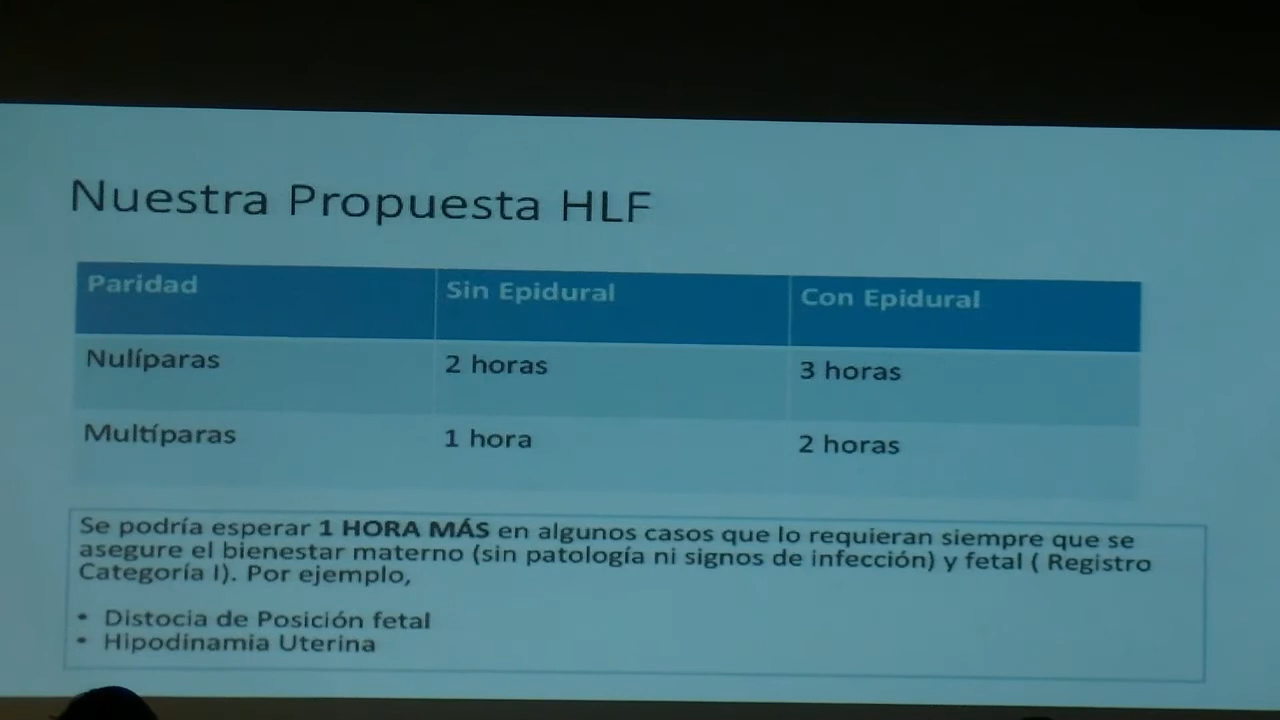 Nuestra Propuesta HLF
Paridad Sin Epidural Con Epidural
Nulíparas 2 horas 3 horas
Multíparas 1 hora 2 horas
Se podría esperar 1 HORA MÁS en algunos casos que lo requieran siempre que se
asegure el bienestar materno (sin patología ni signos de infección) y fetal ( Registro
Categoría I). Por ejemplo,
• Distocia de Posición fetal
• Hipodinamia Uterina